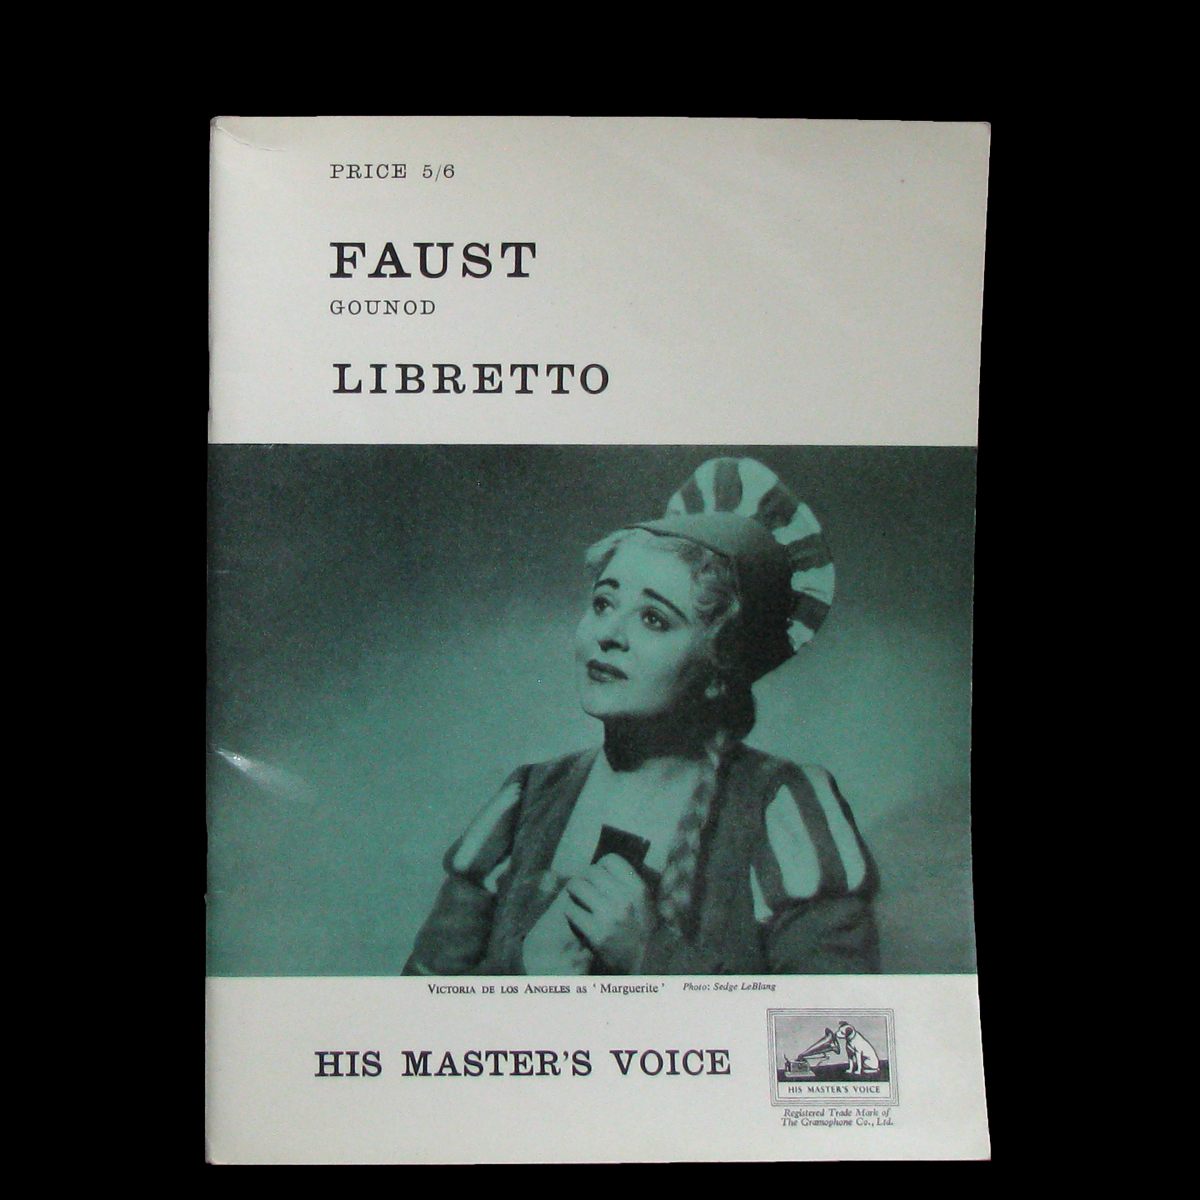 PRICE 5/6
FAUST
GOUNOD
LIBRETTO
VICTORIA DE LOS ANGELES as ‘Marguerite’ Photo: Sedge LeBlang
HIS MASTER'S VOICE
HIS MASTER'S VOICE
Registered Trade Mark of
The Gramophone Co., Ltd.